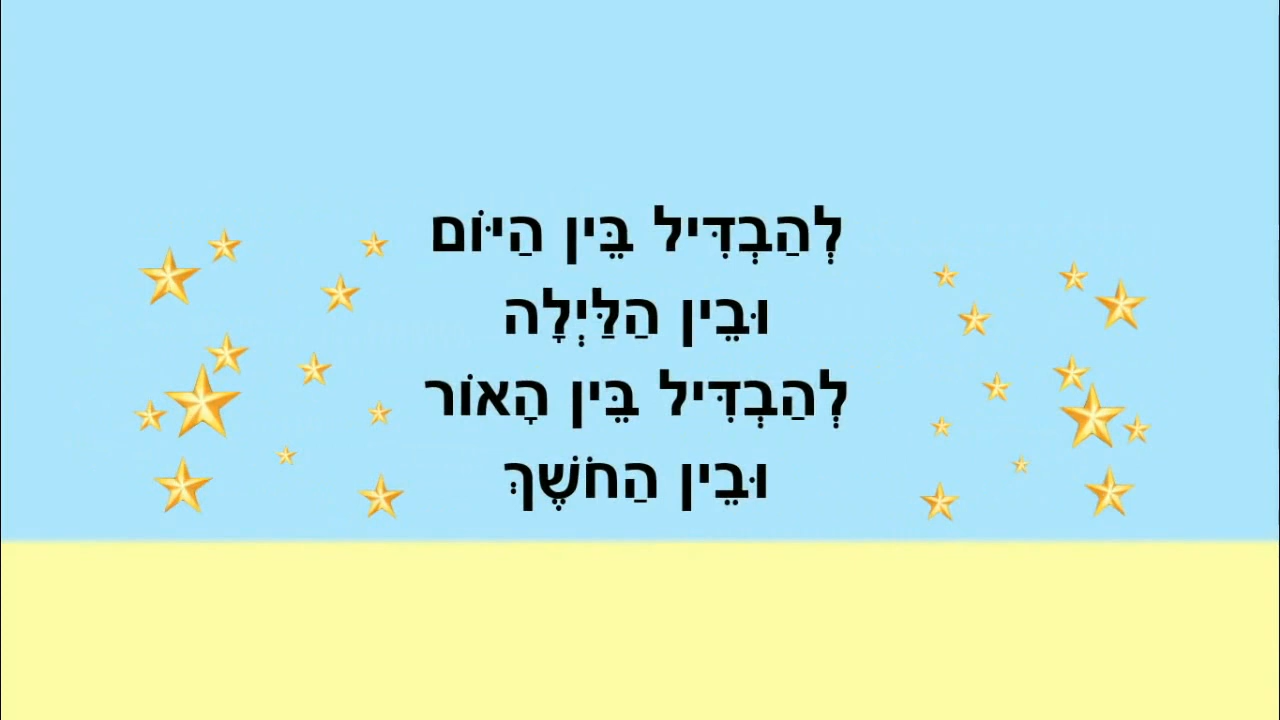 לְהַבְדִּיל בֵּין הַיּוֹם
וּבֵין הַלַּיְלָה
לְהַבְדִּיל בֵּין הָאוֹר
וּבֵין הַחֹשֶׁךְ